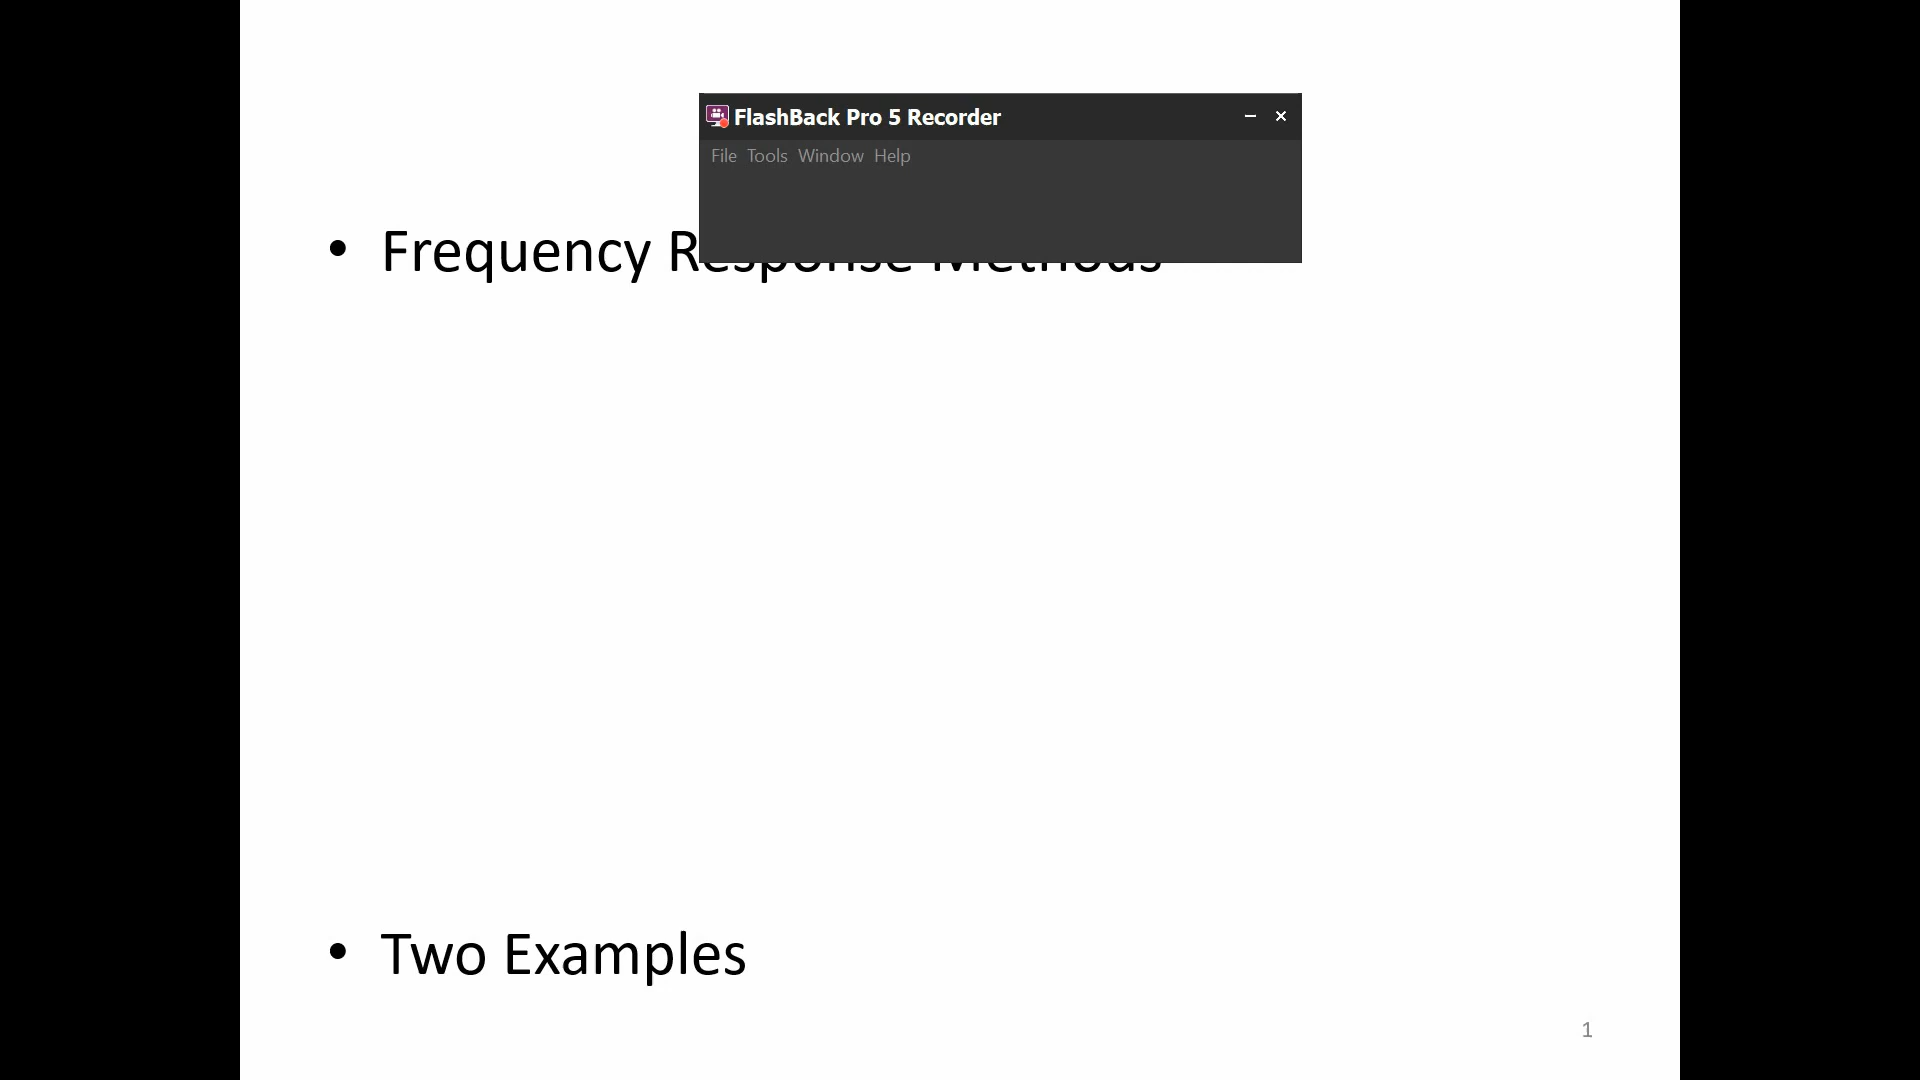 FlashBack Pro 5 Recorder
File Tools Window Help
• Frequency Response Methods
• Two Examples
1